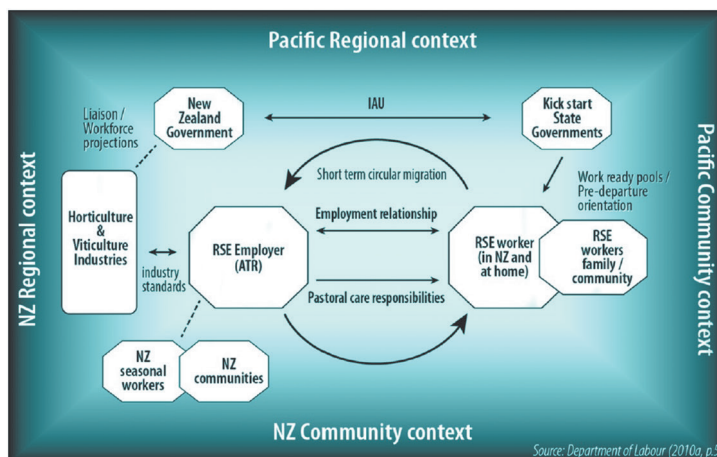 Pacific Regional context
New
Zealand
Government
IAU
Kick start
State
Governments
Liaison /
Workforce
projections
Short term circular migration
Work ready pools /
Pre-departure
orientation
NZ Regional context
Pacific Community context
Horticulture
&
Viticulture
Industries
industry
standards
RSE Employer
(ATR)
Employment relationship
Pastoral care responsibilities
RSE worker
(in NZ and
at home)
RSE
workers
family /
community
NZ
seasonal
workers
NZ
communities
NZ Community context
Source: Department of Labour (2010a, p.